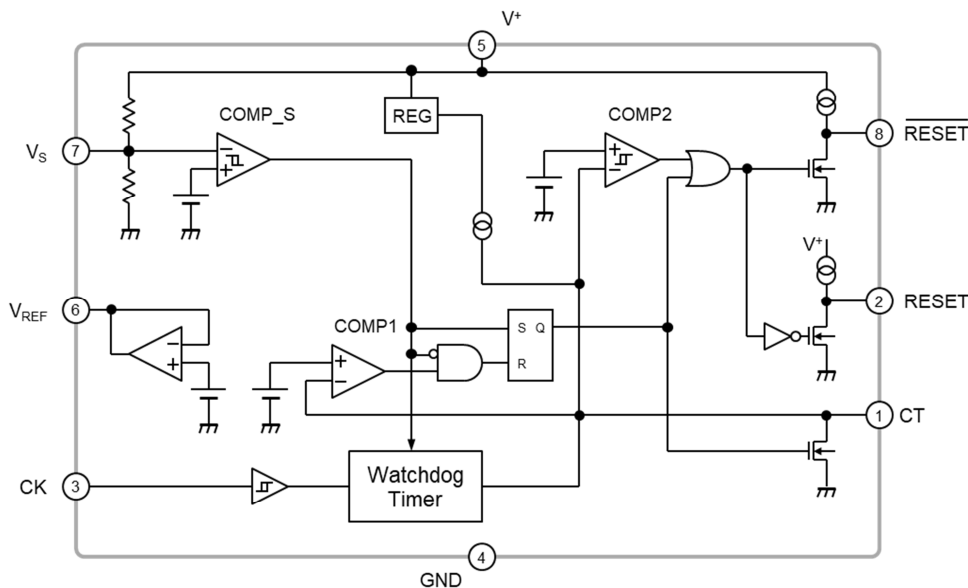 V⁺
5
COMP_S
REG
COMP2
VS
7
− +
+ −
8
RESET
V⁺
VREF
6
− +
COMP1
+ −
S Q
R
2
RESET
1
CT
CK
3
Watchdog
Timer
4
GND